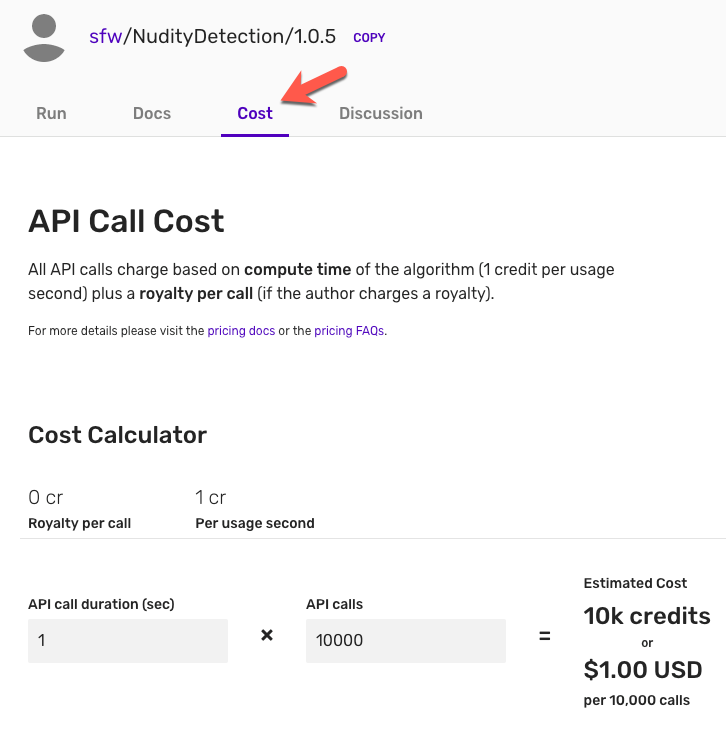 sfw/NudityDetection/1.0.5 COPY
Run Docs Cost Discussion
API Call Cost
All API calls charge based on compute time of the algorithm (1 credit per usage
second) plus a royalty per call (if the author charges a royalty).
For more details please visit the pricing docs or the pricing FAQs.
Cost Calculator
0 cr 1 cr
Royalty per call Per usage second
API call duration (sec) API calls Estimated Cost
1 × 10000 = 10k credits
or
$1.00 USD
per 10,000 calls